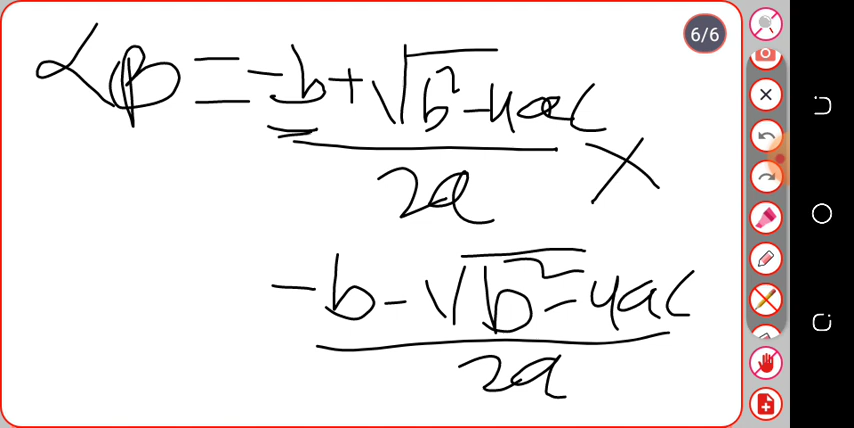 6/6
αβ = -b + √b² - 4ac
2a ×
-b - √b² - 4ac
2a